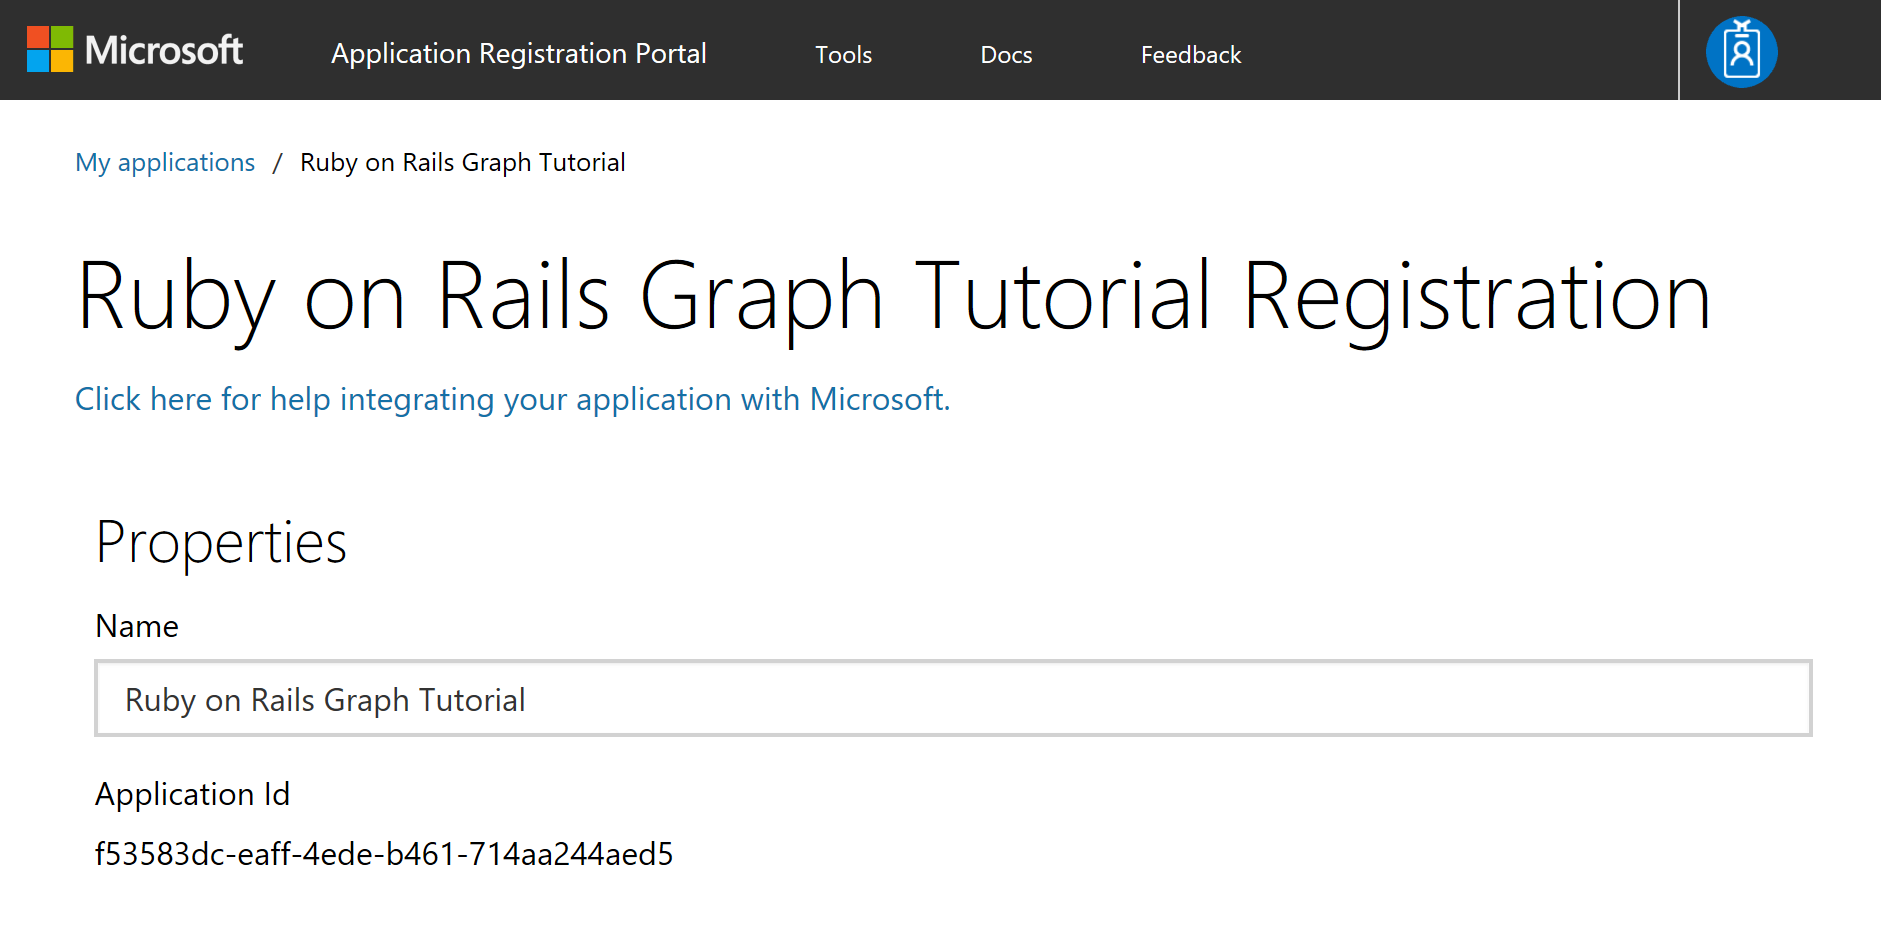 Microsoft Application Registration Portal Tools Docs Feedback
My applications / Ruby on Rails Graph Tutorial
Ruby on Rails Graph Tutorial Registration
Click here for help integrating your application with Microsoft.
Properties
Name
Ruby on Rails Graph Tutorial
Application Id
f53583dc-eaff-4ede-b461-714aa244aed5